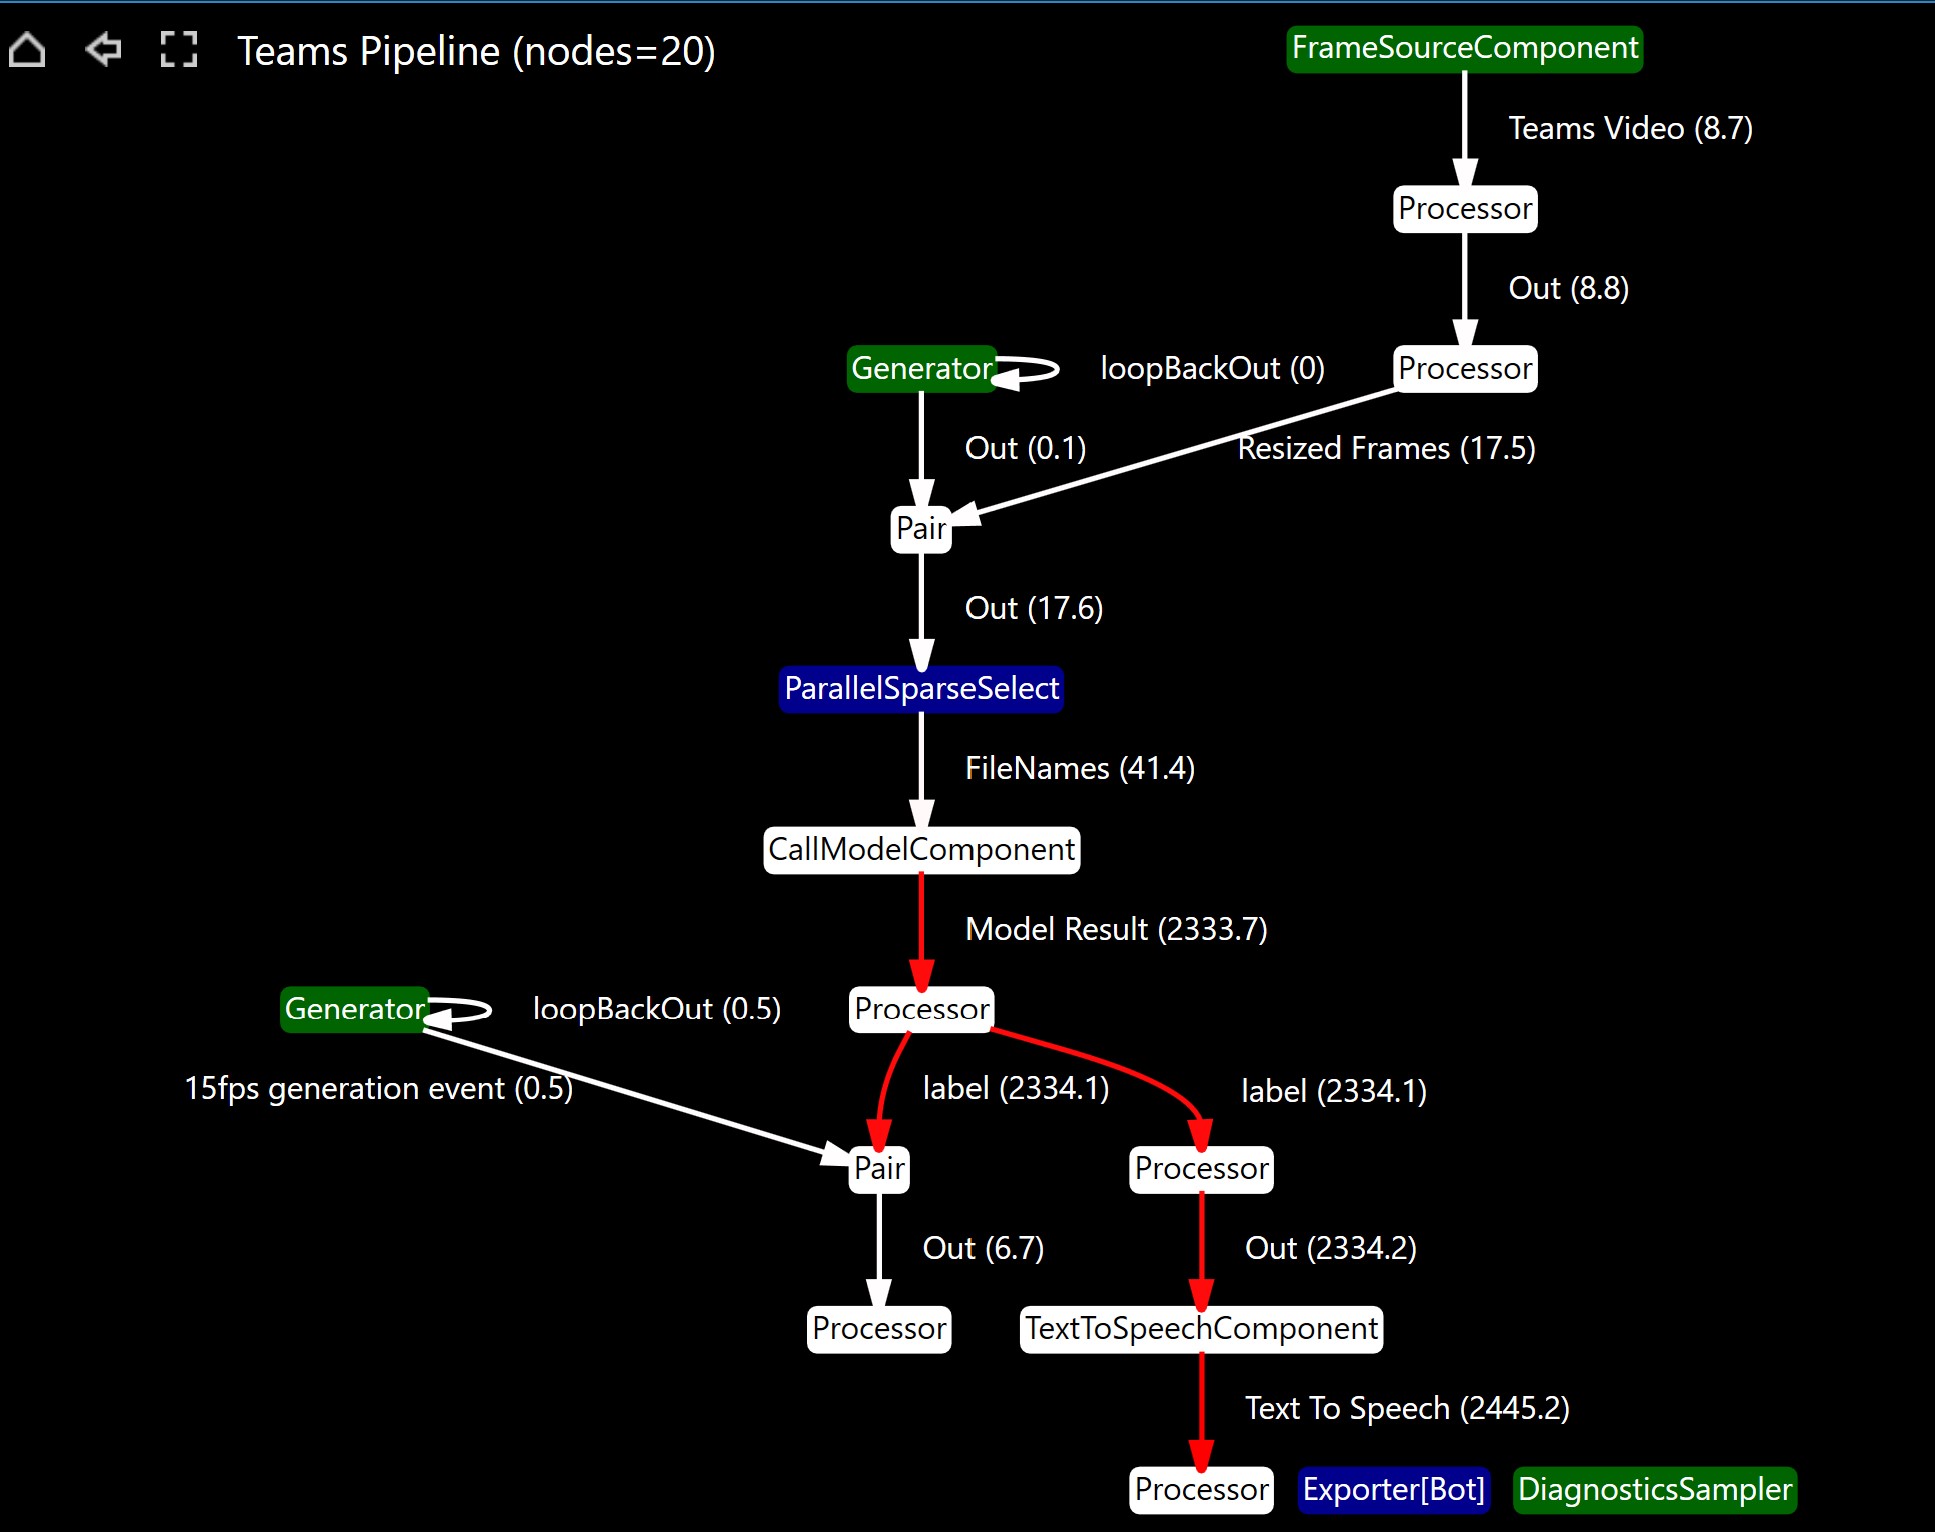 Teams Pipeline (nodes=20)
FrameSourceComponent
Teams Video (8.7)
Processor
Out (8.8)
Generator
loopBackOut (0)
Processor
Out (0.1)
Resized Frames (17.5)
Pair
Out (17.6)
ParallelSparseSelect
FileNames (41.4)
CallModelComponent
Model Result (2333.7)
Generator
loopBackOut (0.5)
Processor
15fps generation event (0.5)
label (2334.1)
label (2334.1)
Pair
Processor
Out (6.7)
Out (2334.2)
Processor
TextToSpeechComponent
Text To Speech (2445.2)
Processor
Exporter[Bot]
DiagnosticsSampler